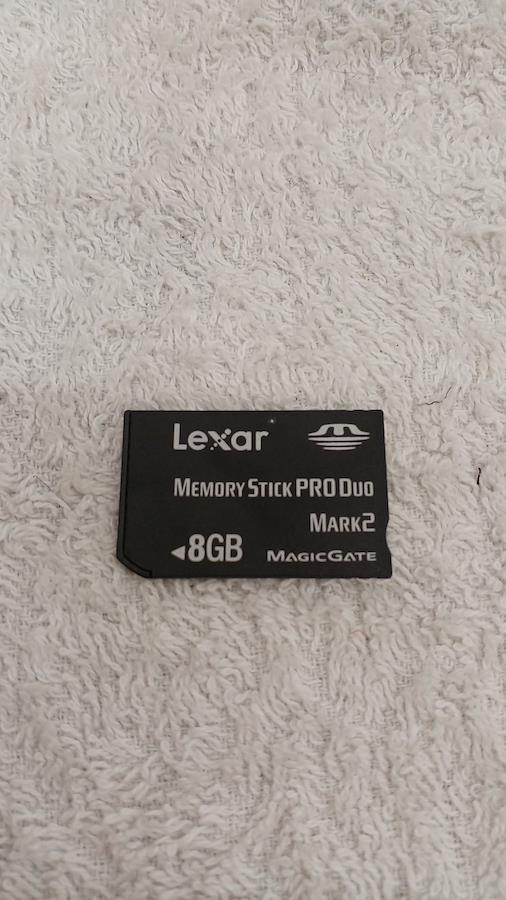 Lexar
MEMORY STICK PRO DUO
MARK2
8GB MAGICGATE